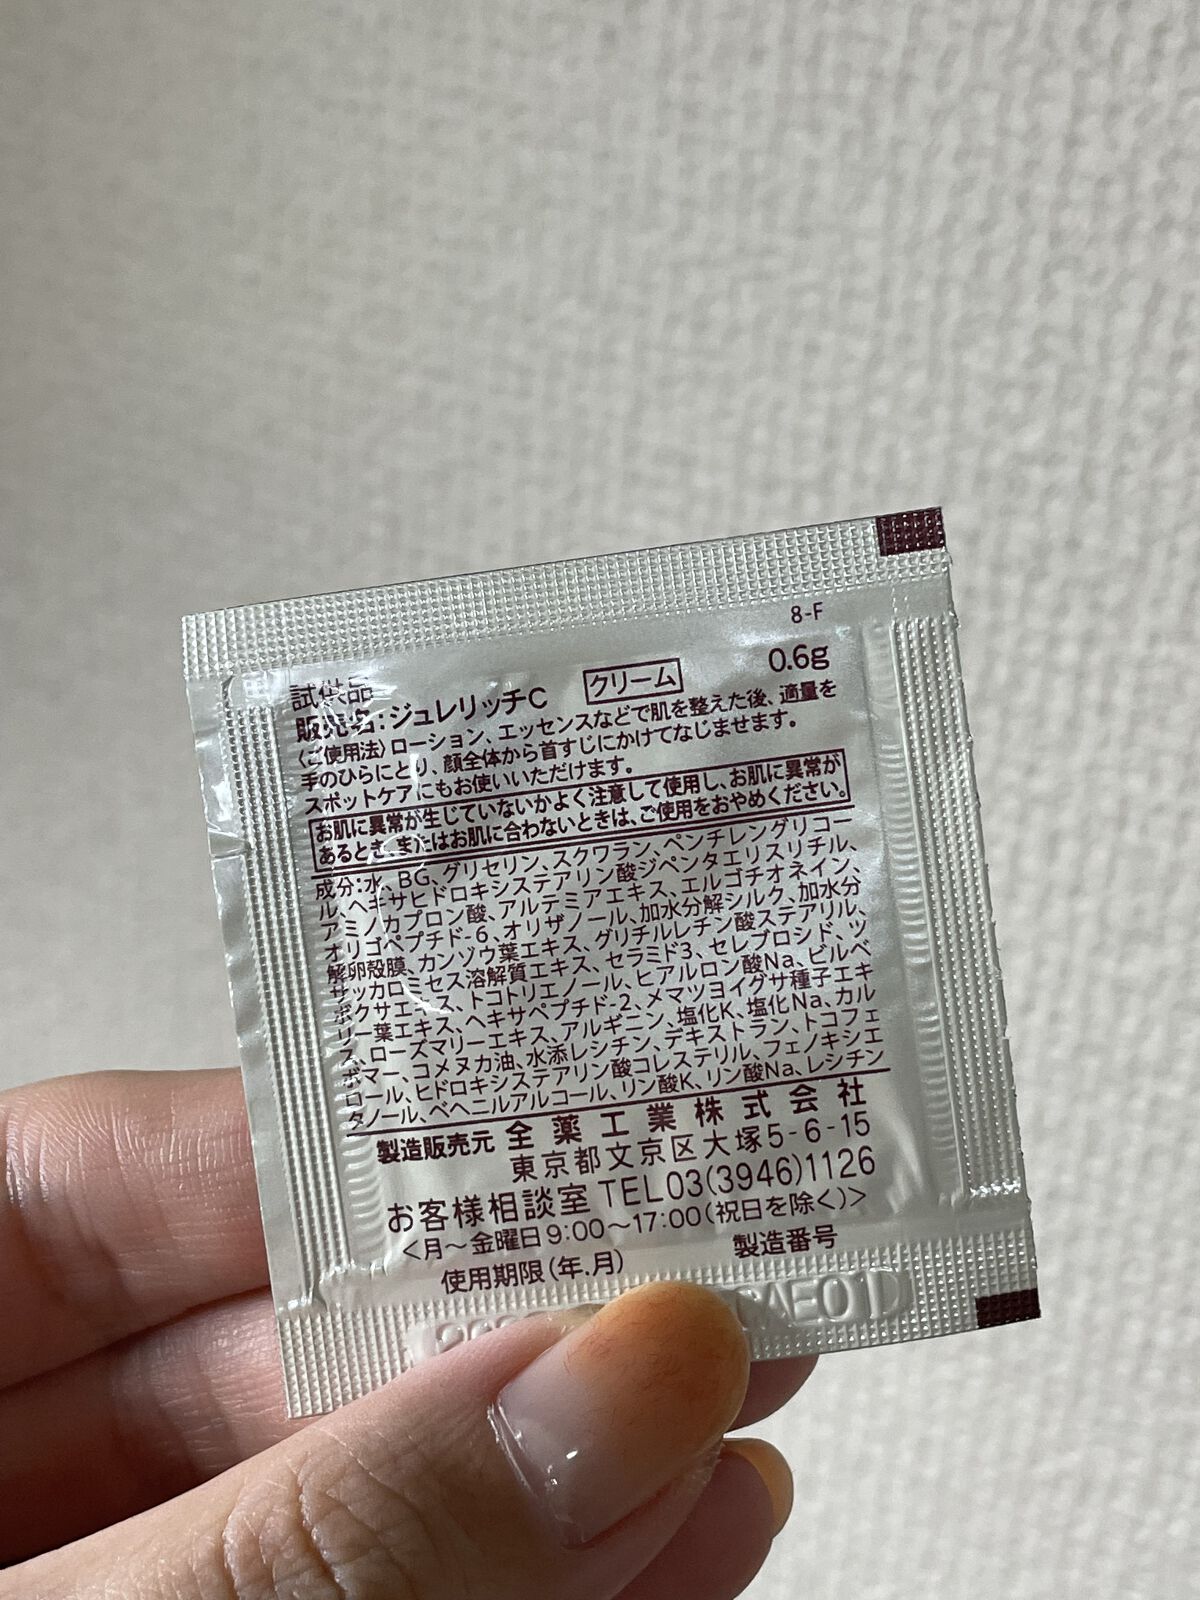 8-F
試供品
販売名:ジュレリッチC クリーム 0.6g
〈ご使用法〉ローション、エッセンスなどで肌を整えた後、適量を
手のひらにとり、顔全体から首すじにかけてなじませます。
スポットケアにもお使いいただけます。
お肌に異常が生じていないかよく注意して使用し、お肌に異常が
あるとき、またはお肌に合わないときは、ご使用をおやめください。
成分:水、BG、グリセリン、スクワラン、ペンチレングリコー
ル、ヘキサヒドロキシステアリン酸ジペンタエリスリチル、
アミノカプロン酸、アルテミアエキス、エルゴチオネイン、
オリゴペプチド-6、オリザノール、加水分解シルク、加水分
解卵殻膜、カンゾウ葉エキス、グリチルレチン酸ステアリル、
サッカロミセス溶解質エキス、セラミド3、セレブロシド、ツ
ボクサエキス、トコトリエノール、ヒアルロン酸Na、ビルベ
リー葉エキス、ヘキサペプチド-2、メマツヨイグサ種子エキ
ス、ローズマリーエキス、アルギニン、塩化K、塩化Na、カル
ボマー、コメヌカ油、水添レシチン、デキストラン、トコフェ
ロール、ヒドロキシステアリン酸コレステリル、フェノキシエ
タノール、ベヘニルアルコール、リン酸K、リン酸Na、レシチン
製造販売元 全薬工業株式会社
東京都文京区大塚5-6-15
お客様相談室 TEL03(3946)1126
<月～金曜日9:00～17:00(祝日を除く)>
使用期限(年.月) 製造番号